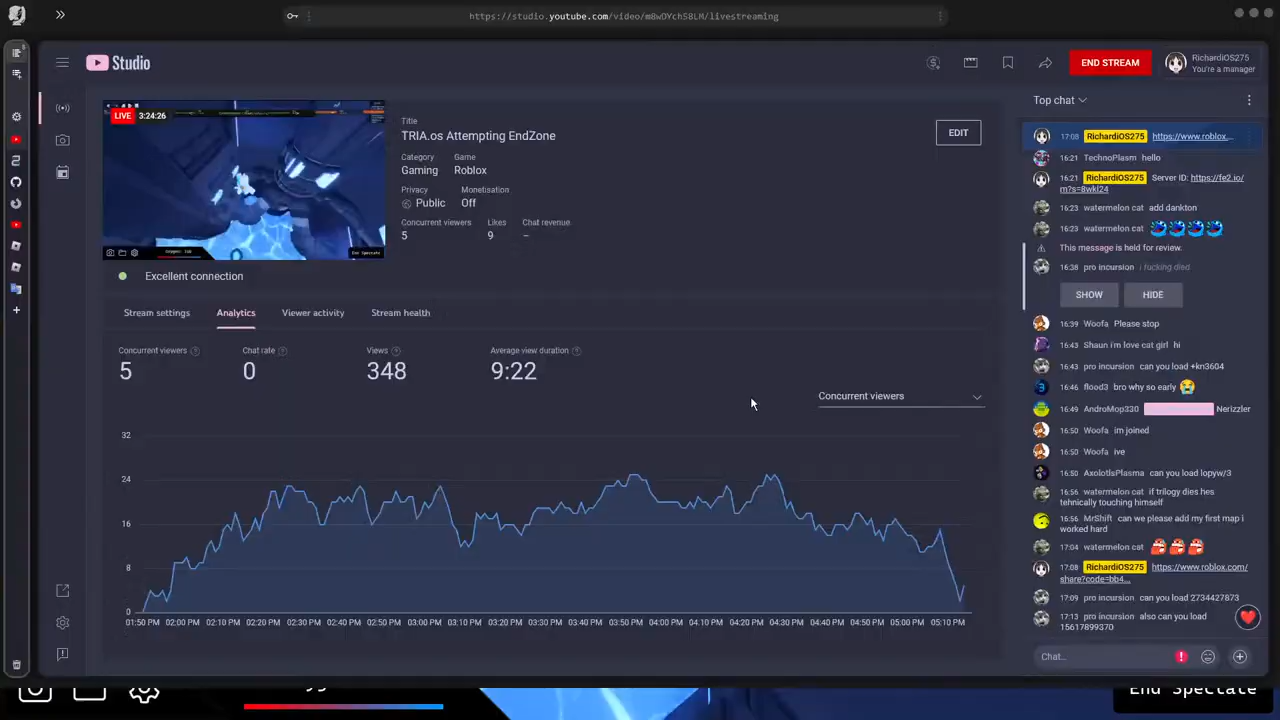 https://studio.youtube.com/video/m8wOYchS8LM/livestreaming
Studio
END STREAM
RichardiOS275
You're a manager
LIVE 3:24:26
Title
TRIA.os Attempting EndZone
EDIT
Category Game
Gaming Roblox
Privacy Monetisation
Public Off
Concurrent viewers Likes Chat revenue
5 9 –
End Spectate
Excellent connection
Stream settings Analytics Viewer activity Stream health
Concurrent viewers Chat rate Views Average view duration
5 0 348 9:22
Concurrent viewers
32
24
16
8
0
01:50 PM 02:00 PM 02:10 PM 02:20 PM 02:30 PM 02:40 PM 02:50 PM 03:00 PM 03:10 PM 03:20 PM 03:30 PM 03:40 PM 03:50 PM 04:00 PM 04:10 PM 04:20 PM 04:30 PM 04:40 PM 04:50 PM 05:00 PM 05:10 PM
Top chat
17:08 RichardiOS275 https://www.roblox....
16:21 TechnoPlasm hello
16:21 RichardiOS275 Server ID: https://fe2.io/
m?s=8wkl24
16:23 watermelon cat add dankton
16:23 watermelon cat
This message is held for review.
16:38 pro incursion i fucking died
SHOW HIDE
16:39 Woofa Please stop
16:43 Shaun i'm love cat girl hi
16:43 pro incursion can you load +kn3604
16:46 flood3 bro why so early
16:49 AndroMop330 Nerizzler
16:50 Woofa im joined
16:50 Woofa ive
16:50 AxolotlsPlasma can you load lopyw/3
16:56 watermelon cat if trilogy dies hes
tehnically touching himself
16:56 MrShift can we please add my first map i
worked hard
17:04 watermelon cat
17:08 RichardiOS275 https://www.roblox.com/
share?code=bb4...
17:09 pro incursion can you load 2734427873
17:13 pro incursion also can you load
15617899370
Chat...
End Spectate